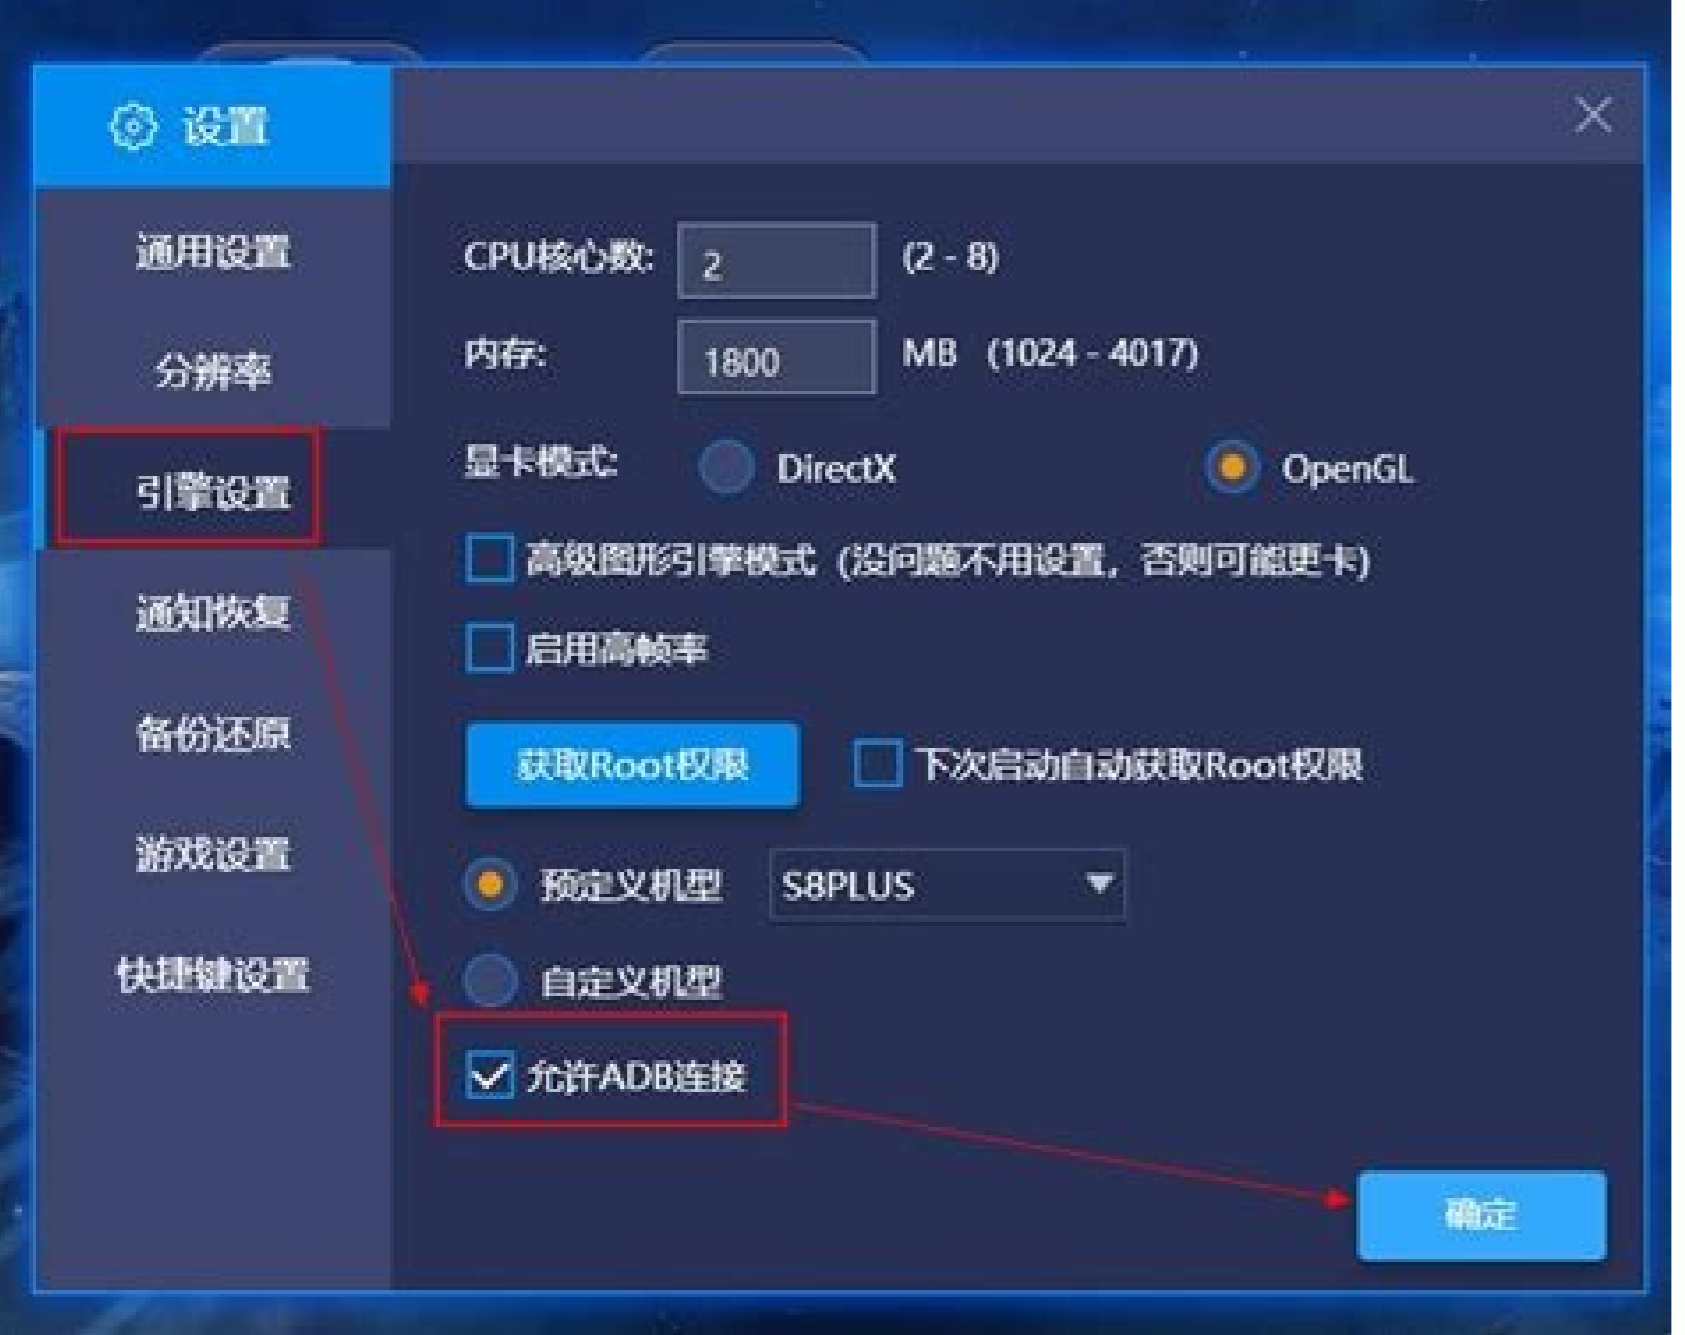 设置
通用设置
分辨率
引擎设置
通知恢复
备份还原
游戏设置
快捷键设置
CPU核心数: 2 (2 - 8)
内存: 1800 MB (1024 - 4017)
显卡模式: DirectX OpenGL
高级图形引擎模式 (没问题不用设置，否则可能更卡)
启用高帧率
获取Root权限 下次启动自动获取Root权限
预定义机型 S8PLUS
自定义机型
允许ADB连接
确定